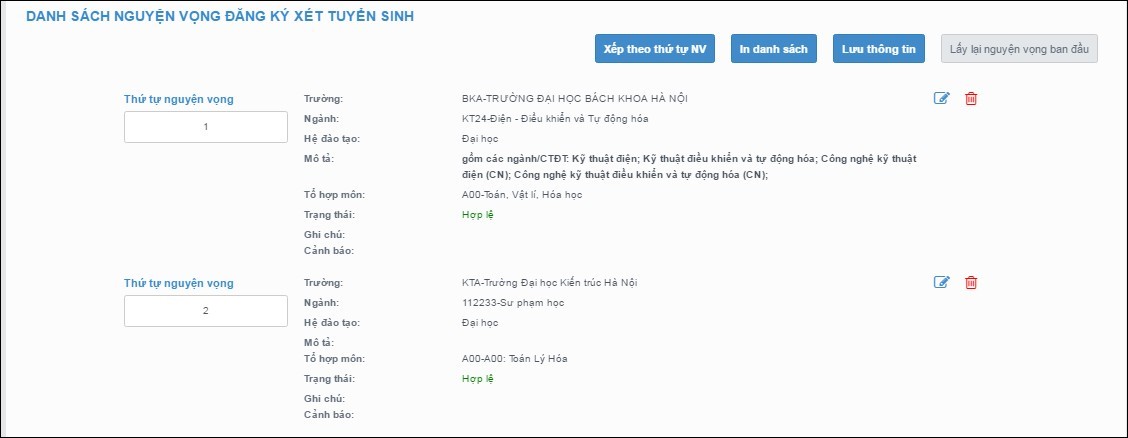 DANH SÁCH NGUYỆN VỌNG ĐĂNG KÝ XÉT TUYỂN SINH
Xếp theo thứ tự NV In danh sách Lưu thông tin Lấy lại nguyện vọng ban đầu
Thứ tự nguyện vọng
1
Trường: BKA-TRƯỜNG ĐẠI HỌC BÁCH KHOA HÀ NỘI
Ngành: KT24-Điện - Điều khiển và Tự động hóa
Hệ đào tạo: Đại học
Mô tả: gồm các ngành/CTĐT: Kỹ thuật điện; Kỹ thuật điều khiển và tự động hóa; Công nghệ kỹ thuật
điện (CN); Công nghệ kỹ thuật điều khiển và tự động hóa (CN);
Tổ hợp môn: A00-Toán, Vật lí, Hóa học
Trạng thái: Hợp lệ
Ghi chú:
Cảnh báo:
Thứ tự nguyện vọng
2
Trường: KTA-Trường Đại học Kiến trúc Hà Nội
Ngành: 112233-Sư phạm học
Hệ đào tạo: Đại học
Mô tả:
Tổ hợp môn: A00-A00: Toán Lý Hóa
Trạng thái: Hợp lệ
Ghi chú:
Cảnh báo: